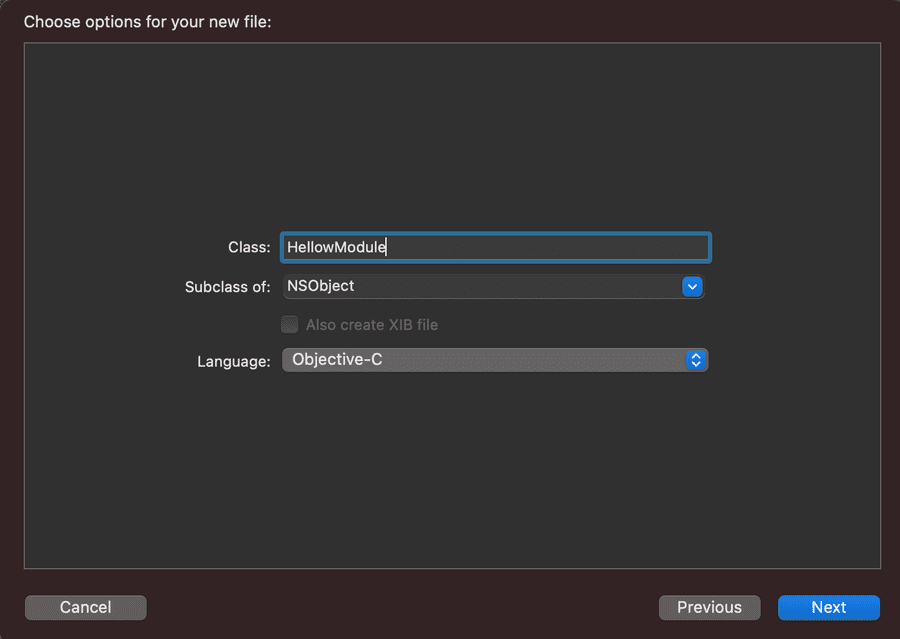 Choose options for your new file:
Class: HellowModule
Subclass of: NSObject
Also create XIB file
Language: Objective-C
Cancel Previous Next